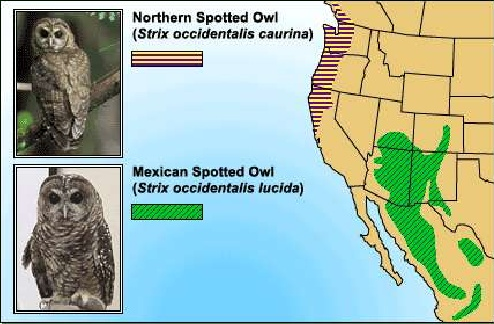 Northern Spotted Owl
(Strix occidentalis caurina)
Mexican Spotted Owl
(Strix occidentalis lucida)